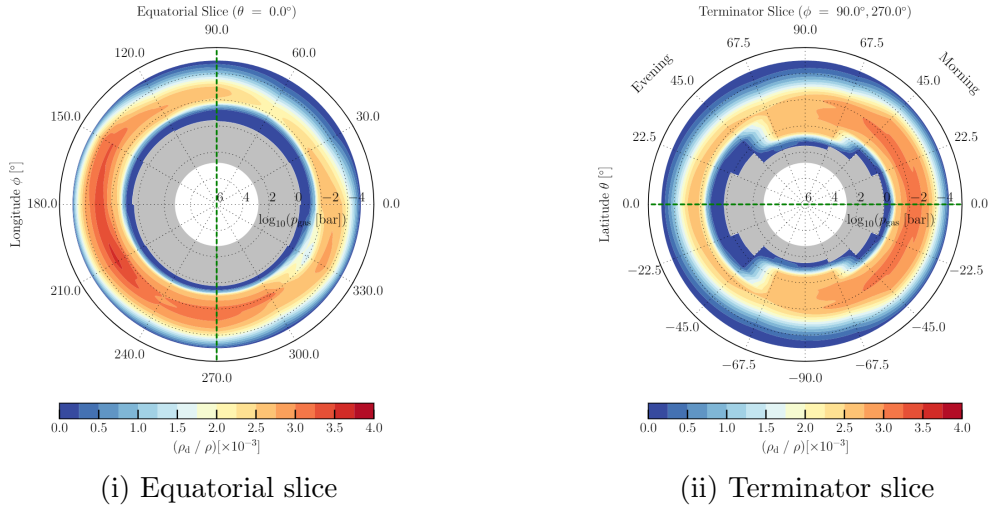 Equatorial Slice (θ = 0.0°)
90.0
120.0
60.0
150.0
30.0
180.0
0.0
210.0
330.0
240.0
300.0
270.0
6 4 2 0 −2 −4
log10(pgas [bar])
Longitude ϕ [°]
0.0 0.5 1.0 1.5 2.0 2.5 3.0 3.5 4.0
(ρd / ρ)[×10−3]
(i) Equatorial slice
Terminator Slice (ϕ = 90.0°, 270.0°)
90.0
67.5
67.5
Evening
Morning
45.0
45.0
22.5
22.5
0.0
0.0
−22.5
−22.5
−45.0
−45.0
−67.5
−67.5
−90.0
6 4 2 0 −2 −4
log10(pgas [bar])
Latitude θ [°]
0.0 0.5 1.0 1.5 2.0 2.5 3.0 3.5 4.0
(ρd / ρ)[×10−3]
(ii) Terminator slice